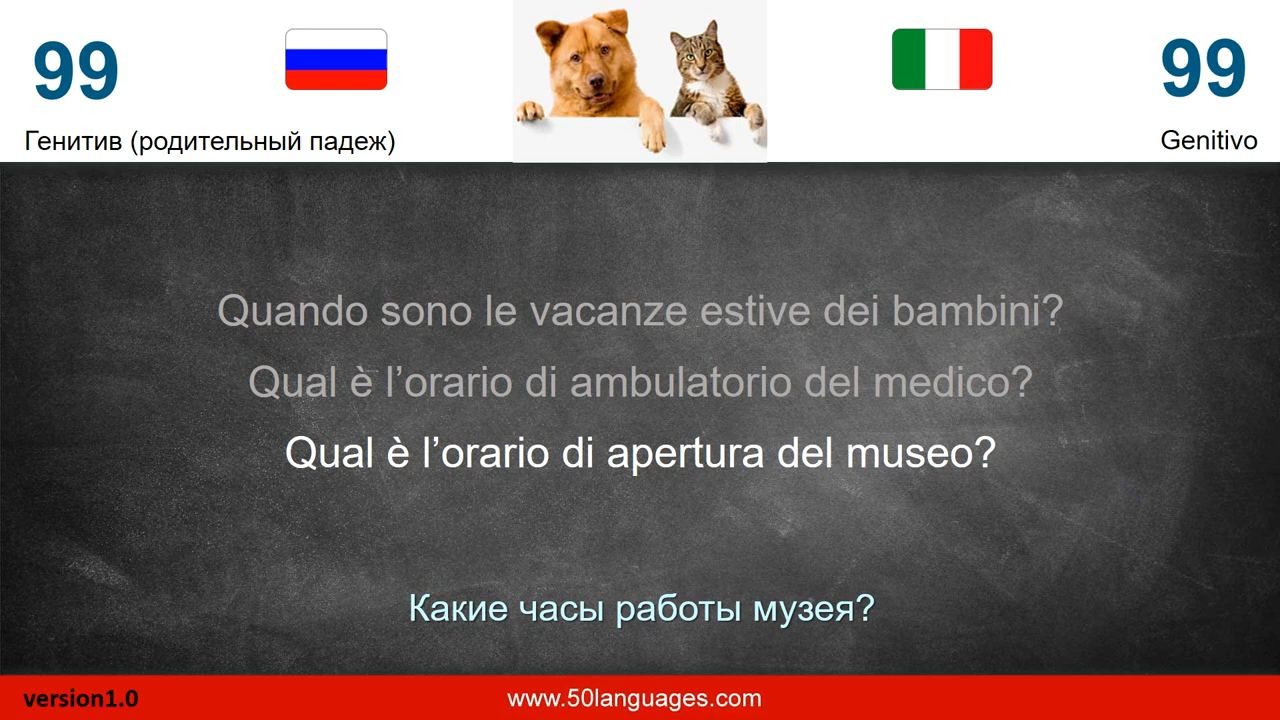 99
99
Генитив (родительный падеж)
Genitivo
Quando sono le vacanze estive dei bambini?
Qual è l’orario di ambulatorio del medico?
Qual è l’orario di apertura del museo?
Какие часы работы музея?
version1.0
www.50languages.com